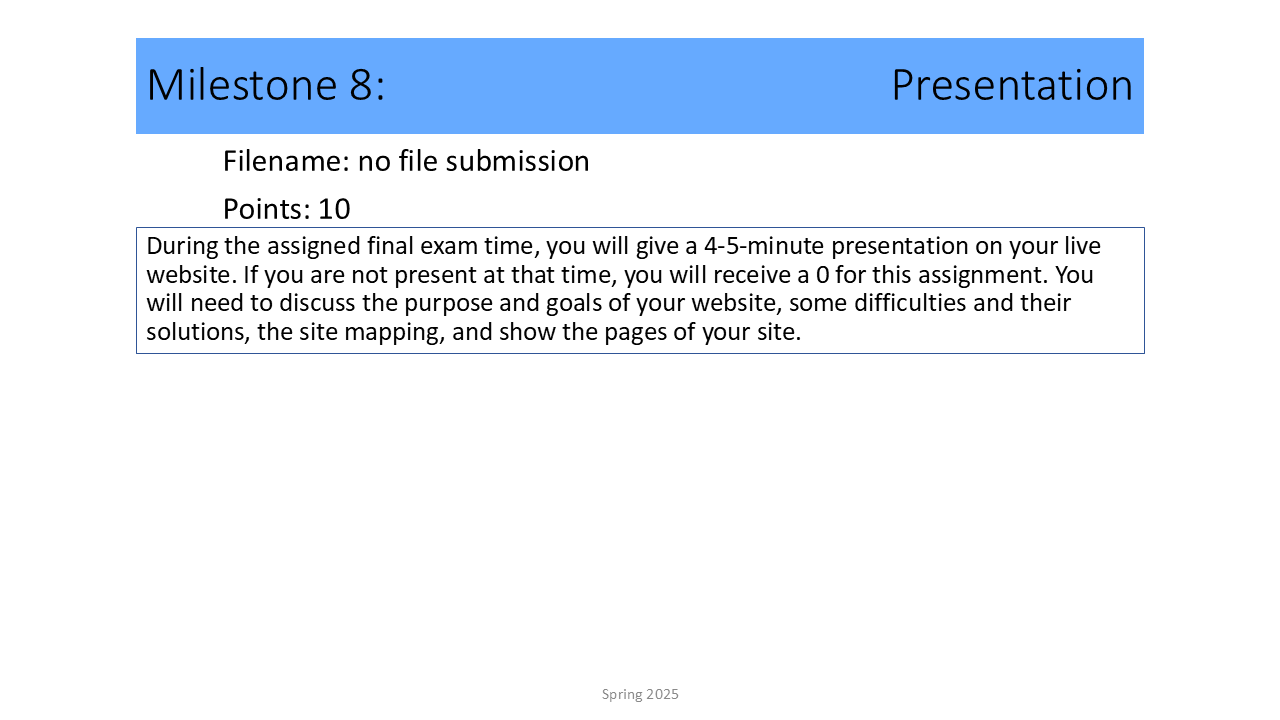 Milestone 8: Presentation
Filename: no file submission
Points: 10
During the assigned final exam time, you will give a 4-5-minute presentation on your live
website. If you are not present at that time, you will receive a 0 for this assignment. You
will need to discuss the purpose and goals of your website, some difficulties and their
solutions, the site mapping, and show the pages of your site.
Spring 2025